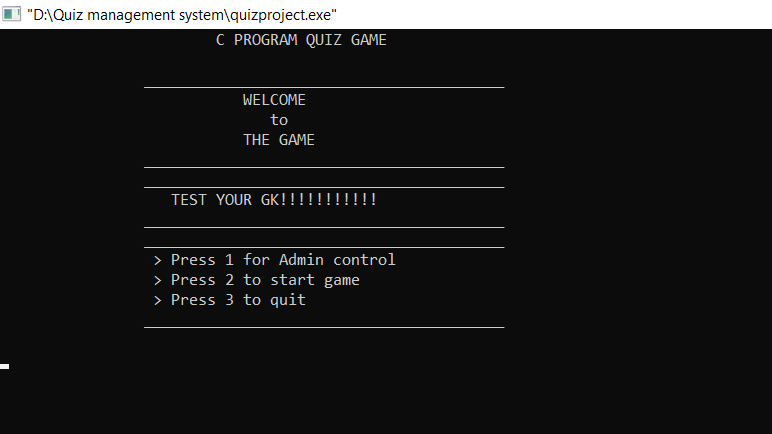 "D:\Quiz management system\quizproject.exe"
C PROGRAM QUIZ GAME
WELCOME
to
THE GAME
TEST YOUR GK!!!!!!!!!!!
> Press 1 for Admin control
> Press 2 to start game
> Press 3 to quit